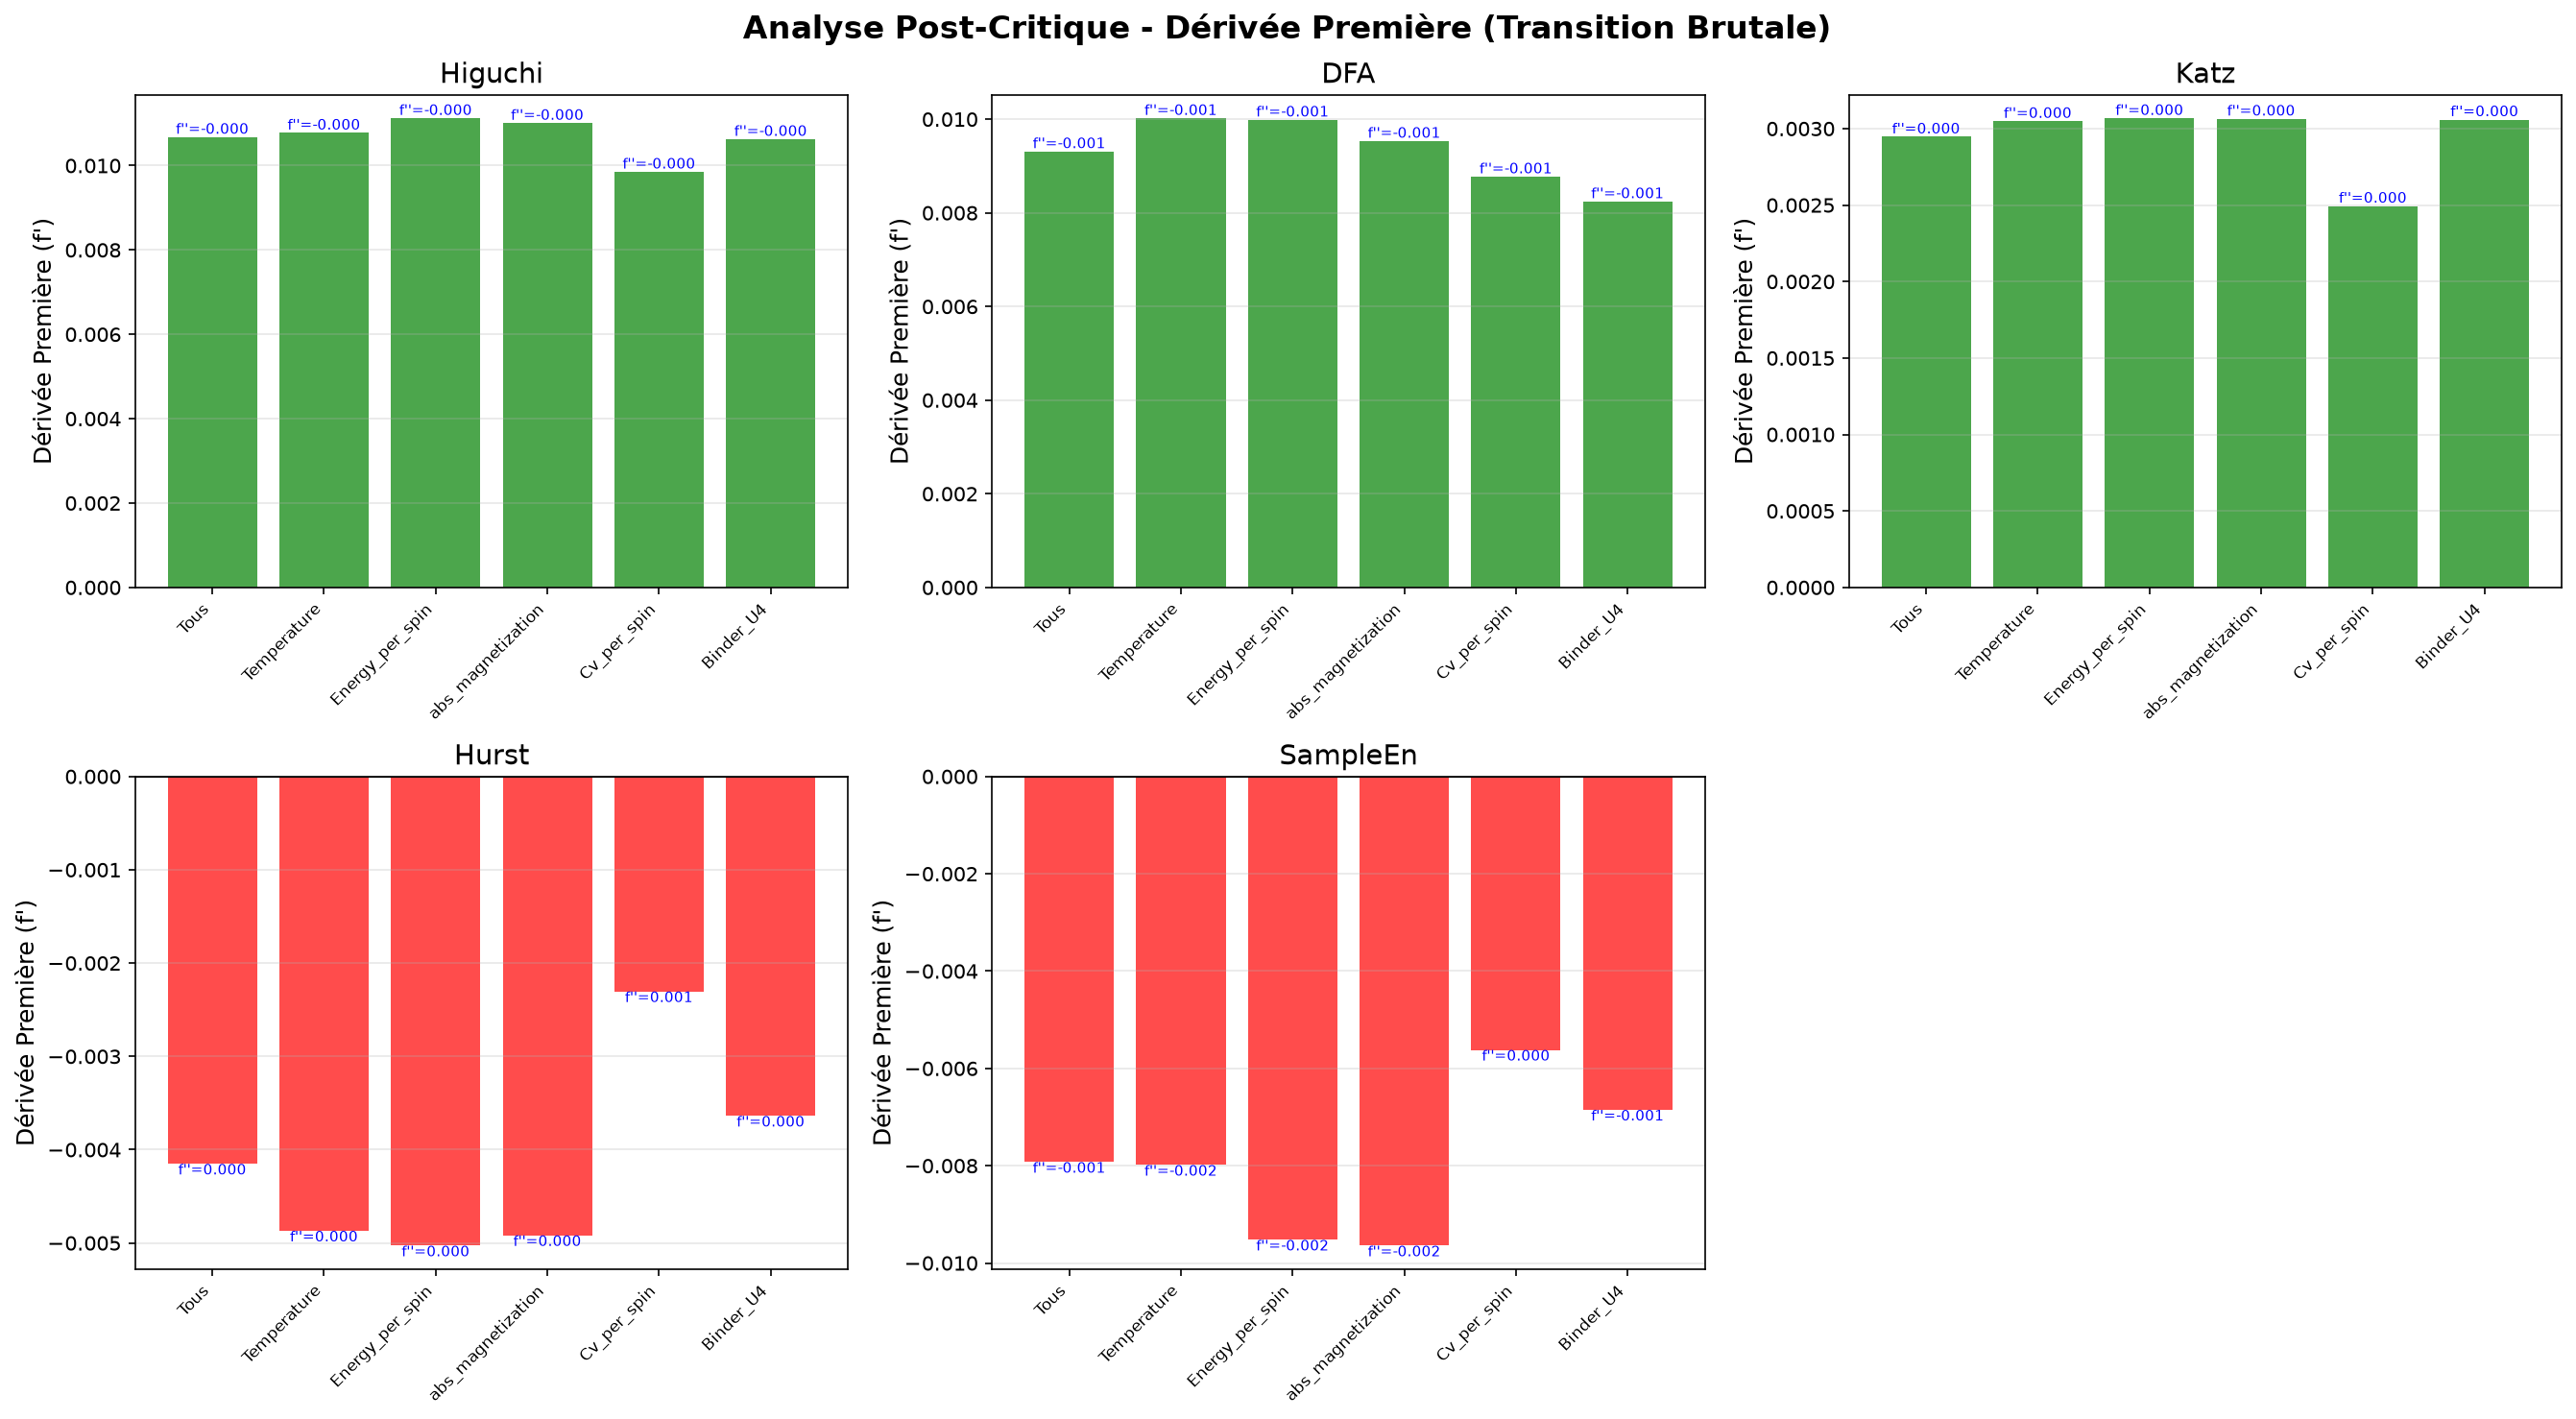 Analyse Post-Critique - Dérivée Première (Transition Brutale)
Higuchi
Dérivée Première (f')
0.010
0.008
0.006
0.004
0.002
0.000
f''=-0.000
f''=-0.000
f''=-0.000
f''=-0.000
f''=-0.000
f''=-0.000
Tous
Temperature
Energy_per_spin
abs_magnetization
Cv_per_spin
Binder_U4
DFA
Dérivée Première (f')
0.010
0.008
0.006
0.004
0.002
0.000
f''=-0.001
f''=-0.001
f''=-0.001
f''=-0.001
f''=-0.001
f''=-0.001
Tous
Temperature
Energy_per_spin
abs_magnetization
Cv_per_spin
Binder_U4
Katz
Dérivée Première (f')
0.0030
0.0025
0.0020
0.0015
0.0010
0.0005
0.0000
f''=0.000
f''=0.000
f''=0.000
f''=0.000
f''=0.000
f''=0.000
Tous
Temperature
Energy_per_spin
abs_magnetization
Cv_per_spin
Binder_U4
Hurst
Dérivée Première (f')
0.000
−0.001
−0.002
−0.003
−0.004
−0.005
f''=0.000
f''=0.000
f''=0.000
f''=0.000
f''=0.001
f''=0.000
Tous
Temperature
Energy_per_spin
abs_magnetization
Cv_per_spin
Binder_U4
SampleEn
Dérivée Première (f')
0.000
−0.002
−0.004
−0.006
−0.008
−0.010
f''=-0.001
f''=-0.002
f''=-0.002
f''=-0.002
f''=0.000
f''=-0.001
Tous
Temperature
Energy_per_spin
abs_magnetization
Cv_per_spin
Binder_U4